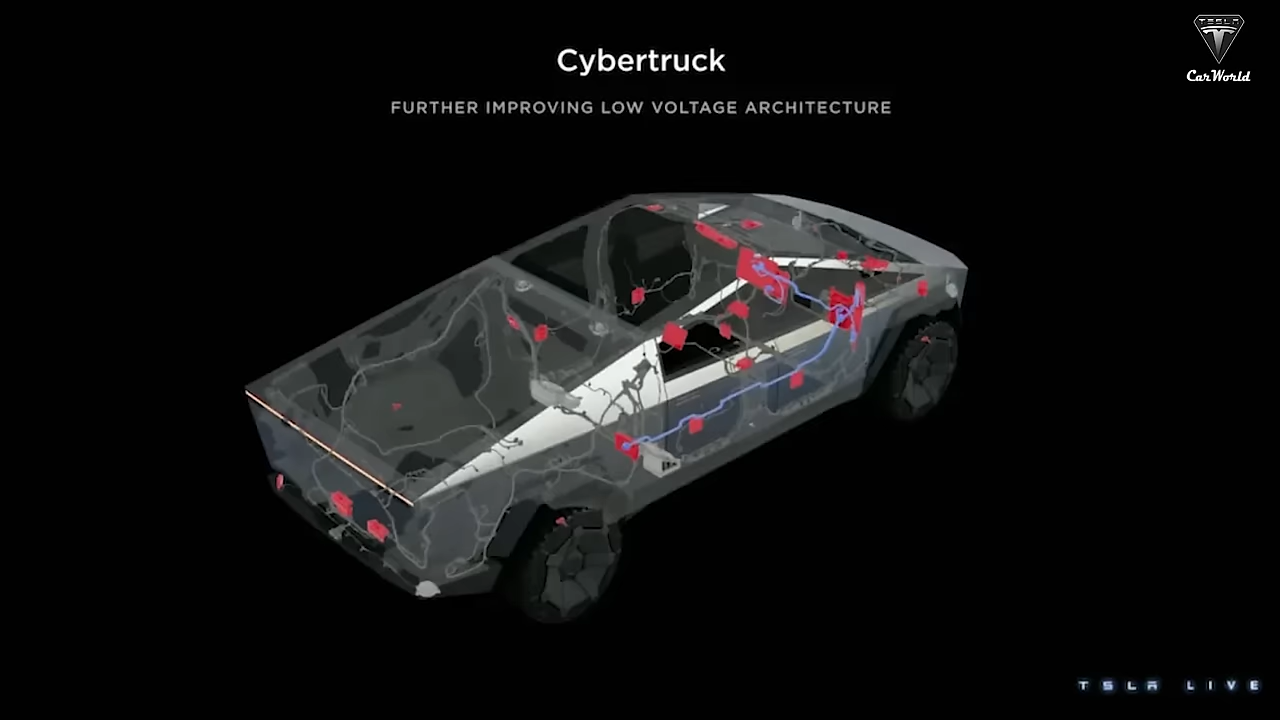 Cybertruck
FURTHER IMPROVING LOW VOLTAGE ARCHITECTURE
TESLA
CarWorld
TSLA LIVE